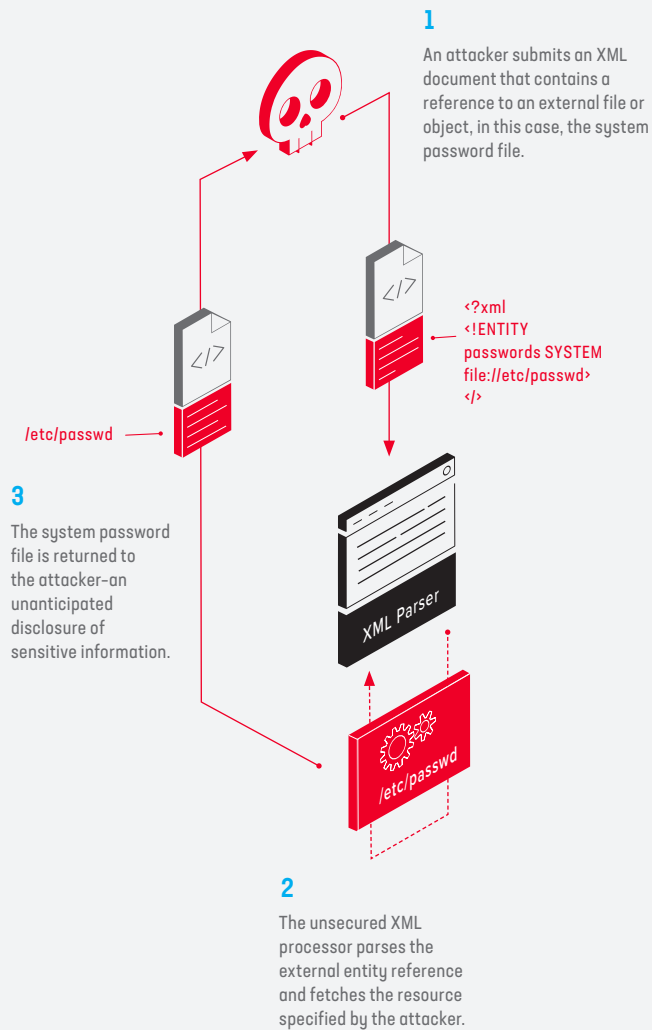 1
An attacker submits an XML
document that contains a
reference to an external file or
object, in this case, the system
password file.
</>
<?xml
<!ENTITY
passwords SYSTEM
file://etc/passwd>
</>
</>
/etc/passwd
3
The system password
file is returned to
the attacker–an
unanticipated
disclosure of
sensitive information.
XML Parser
/etc/passwd
2
The unsecured XML
processor parses the
external entity reference
and fetches the resource
specified by the attacker.